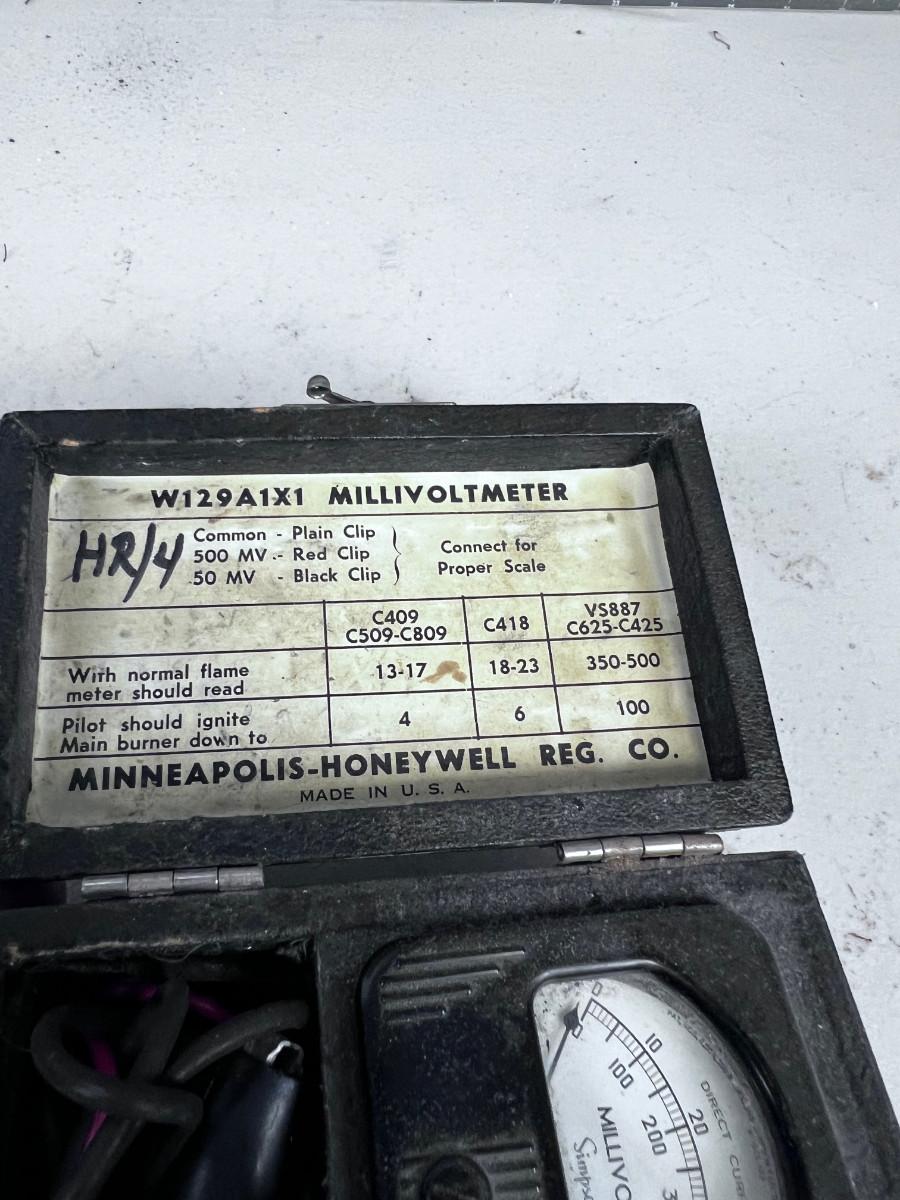 W129A1X1 MILLIVOLTMETER
HR/4
Common - Plain Clip
500 MV.- Red Clip
50 MV - Black Clip
Connect for
Proper Scale
C409
C509-C809
C418
VS887
C625-C425
With normal flame
meter should read
13-17
18-23
350-500
Pilot should ignite
Main burner down to
4
6
100
MINNEAPOLIS-HONEYWELL REG. CO.
MADE IN U. S. A.
0
10
20
0
100
200
DIRECT